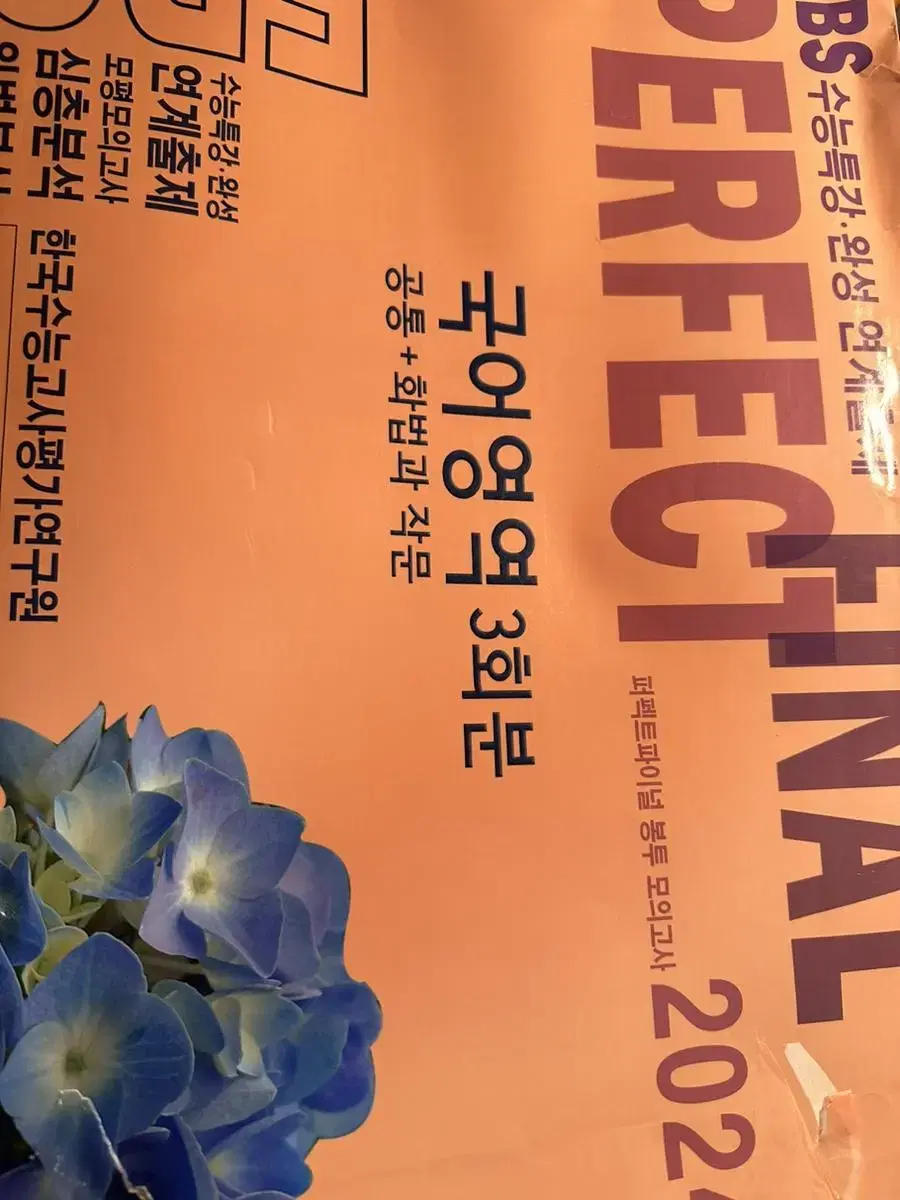 EBS 수능특강·완성 연계출제
PERFECT
FINAL
퍼펙트파이널 봉투 모의고사
202
국어영역 3회분
공통 + 화법과 작문
수능특강·완성
연계출제
모평모의고사
심층분석
한국수능고사평가연구원